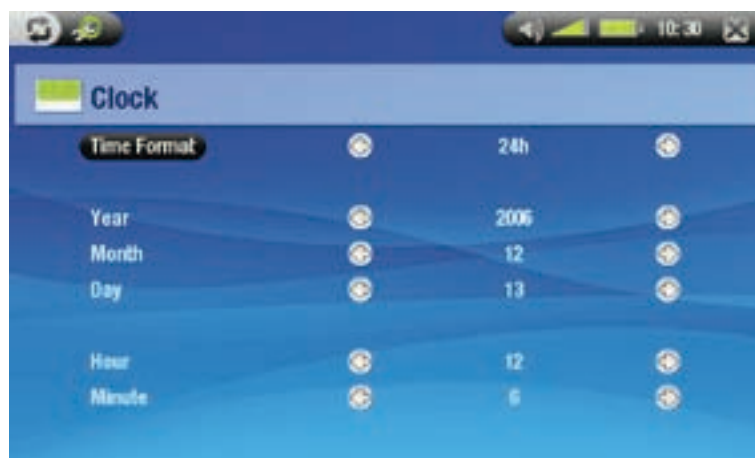 10:30
Clock
Time Format 24h
Year 2006
Month 12
Day 13
Hour 12
Minute 6